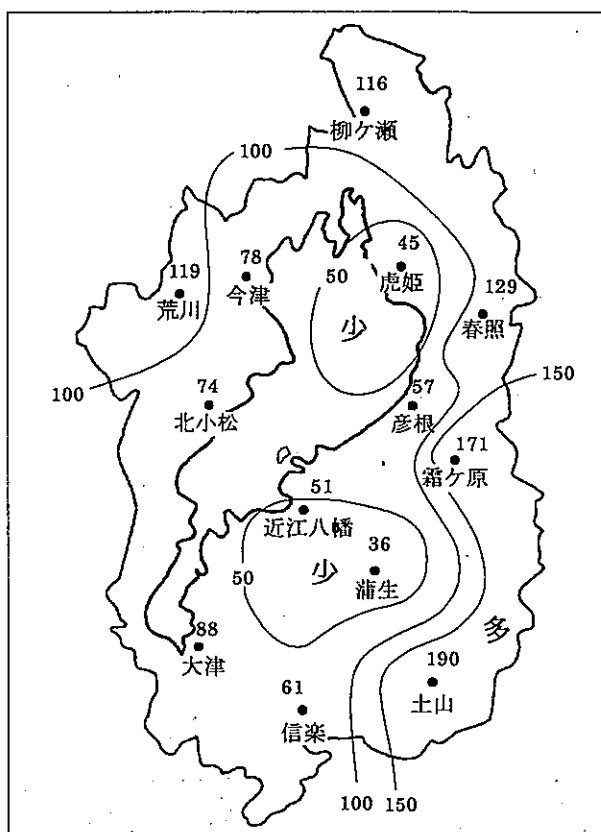 116
柳ケ瀬
100
45
虎姫
78
今津
50
129
春照
119
荒川
少
100
74
北小松
57
彦根
150
171
霜ケ原
51
近江八幡
36
蒲生
50
少
多
88
大津
190
土山
61
信楽
100
150